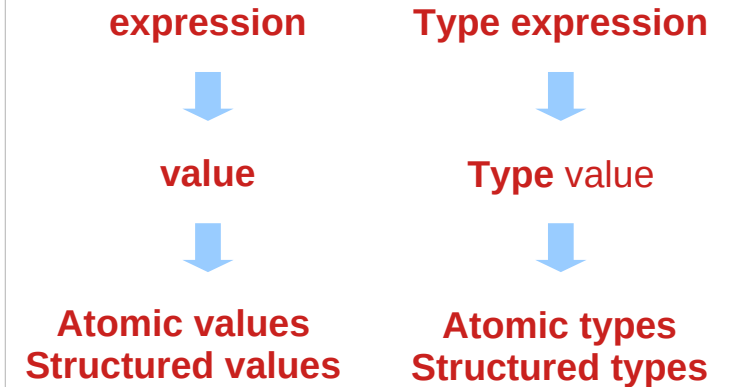 expression
Type expression
value
Type value
Atomic values
Structured values
Atomic types
Structured types